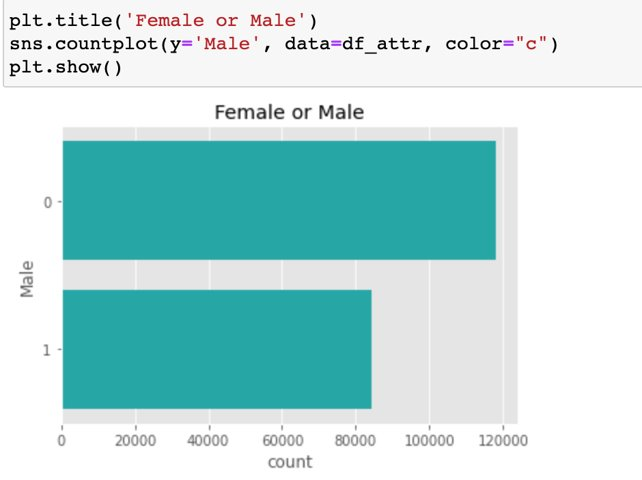 plt.title('Female or Male')
sns.countplot(y='Male', data=df_attr, color="c")
plt.show()
Female or Male
0
Male
1
0 20000 40000 60000 80000 100000 120000
count